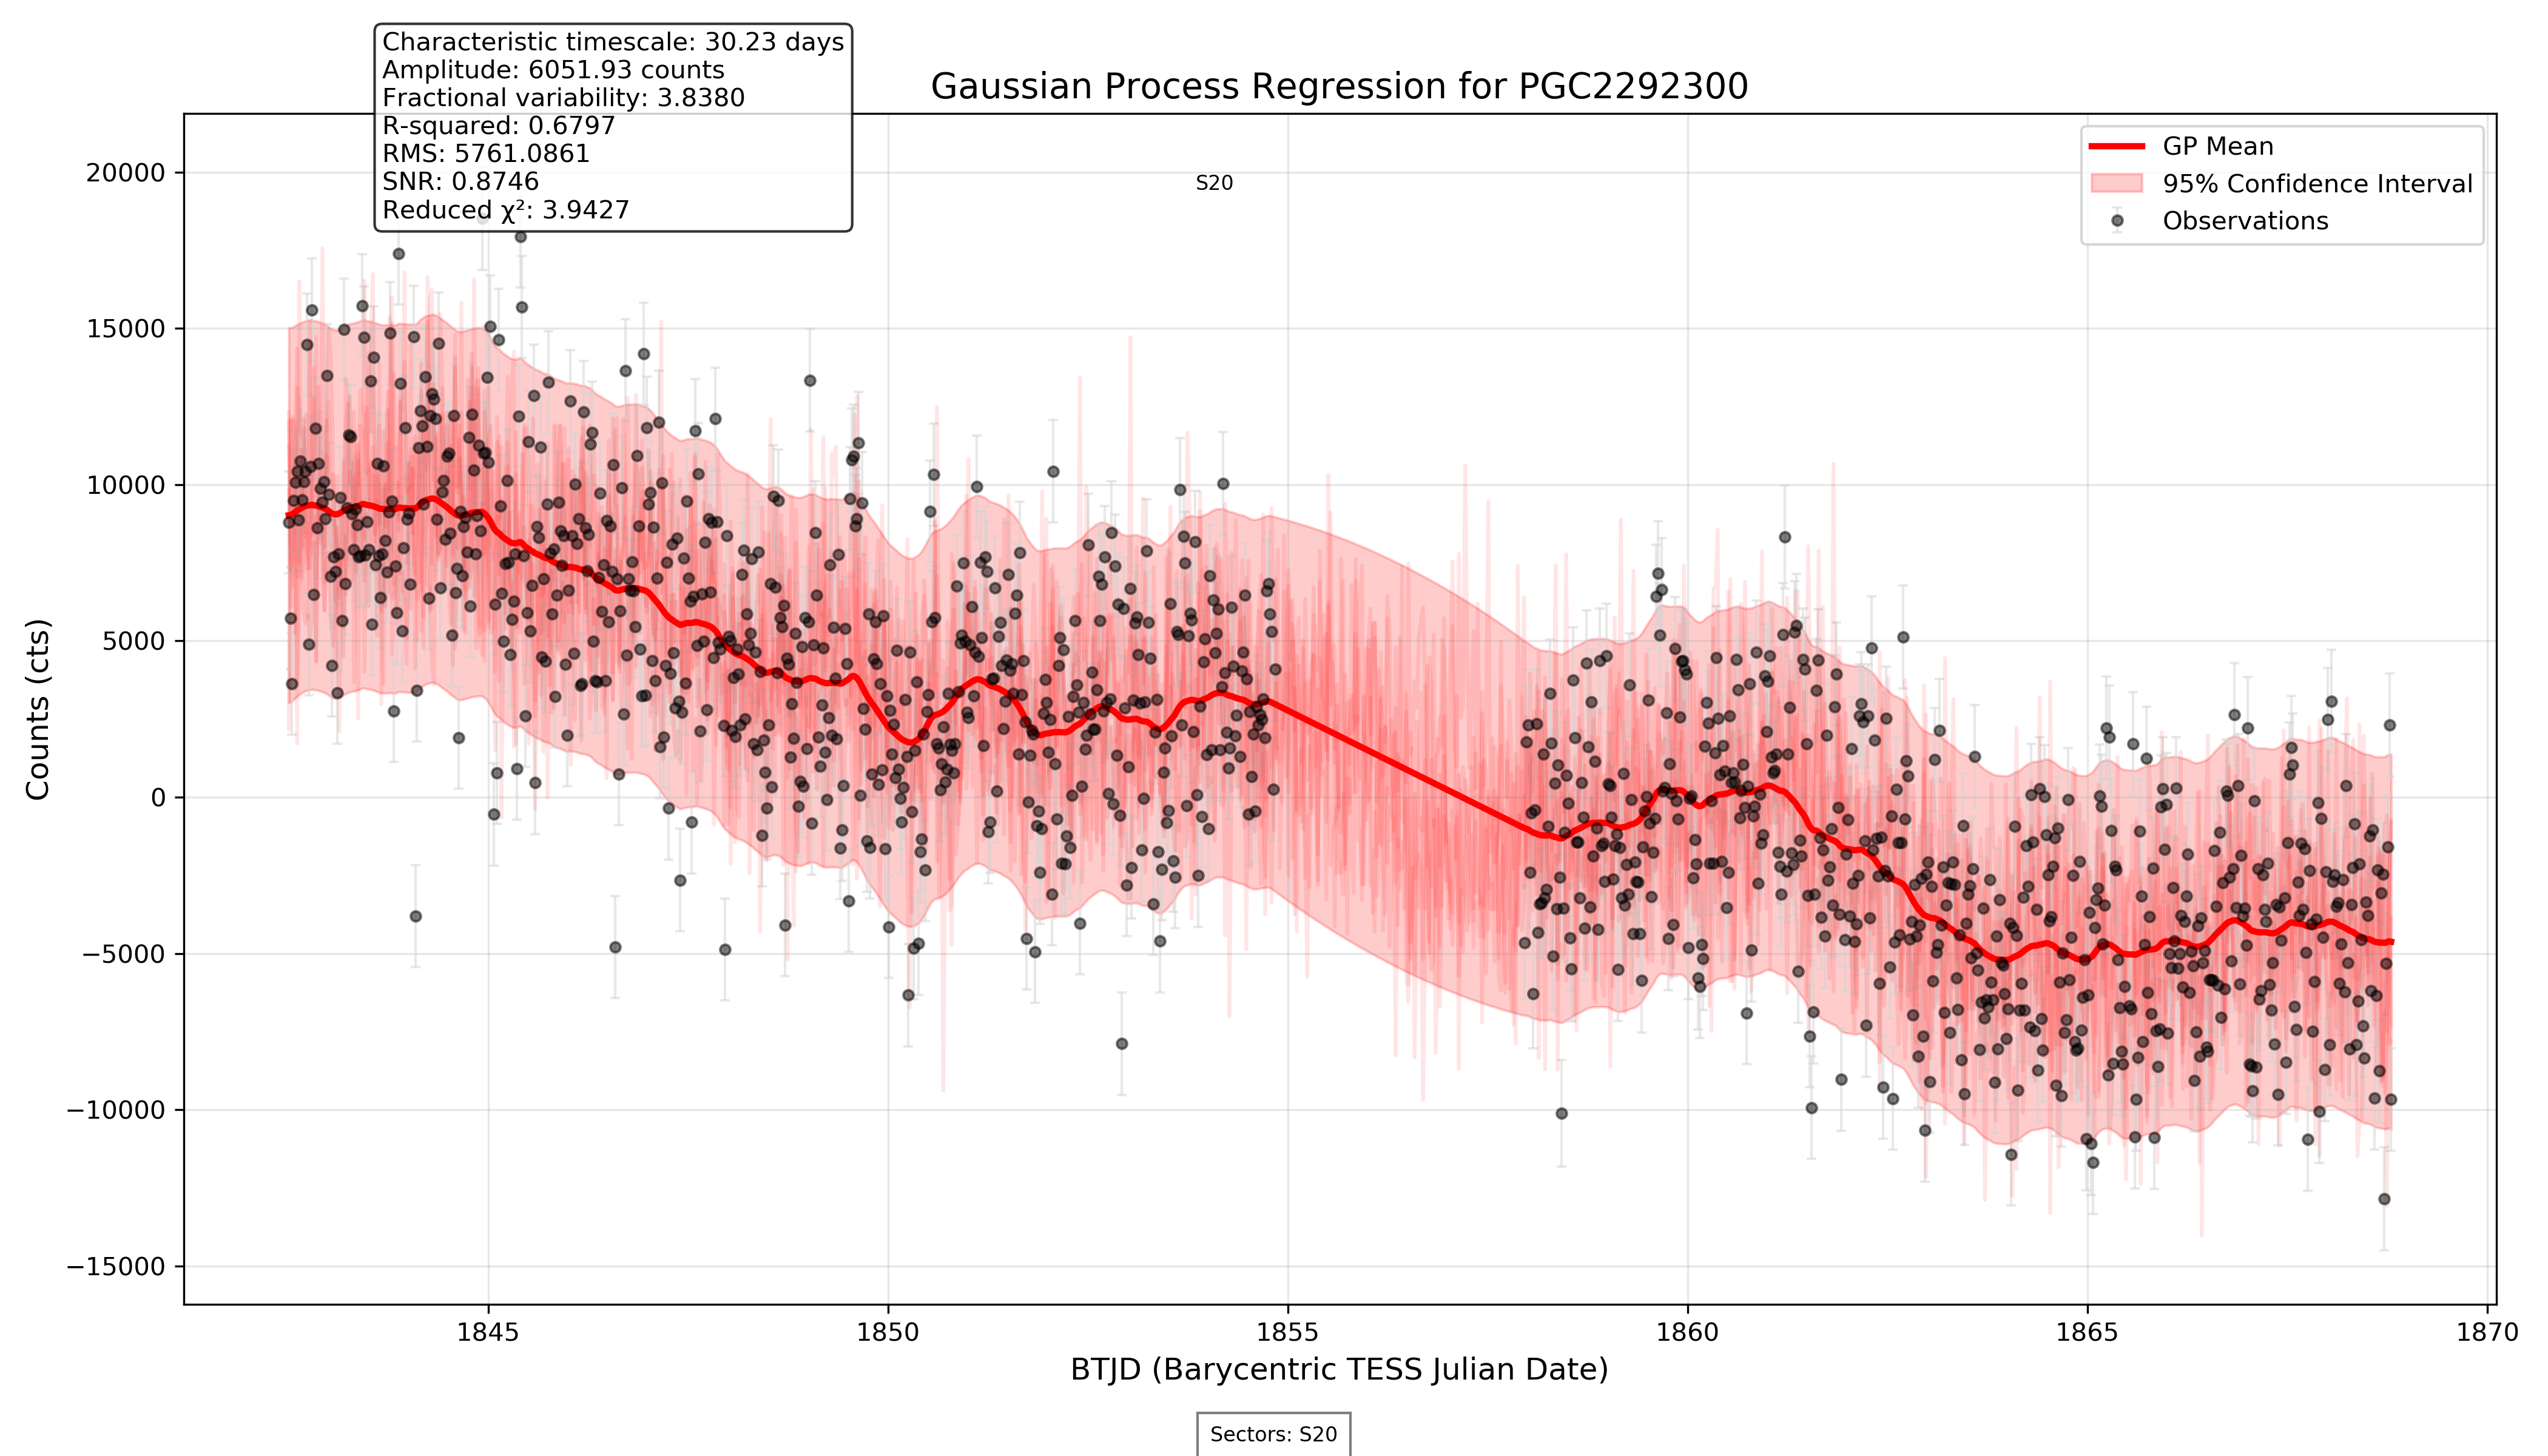 Characteristic timescale: 30.23 days
Amplitude: 6051.93 counts
Fractional variability: 3.8380
R-squared: 0.6797
RMS: 5761.0861
SNR: 0.8746
Reduced χ²: 3.9427
Gaussian Process Regression for PGC2292300
GP Mean
95% Confidence Interval
Observations
S20
20000
15000
10000
5000
0
−5000
−10000
−15000
Counts (cts)
1845 1850 1855 1860 1865 1870
BTJD (Barycentric TESS Julian Date)
Sectors: S20